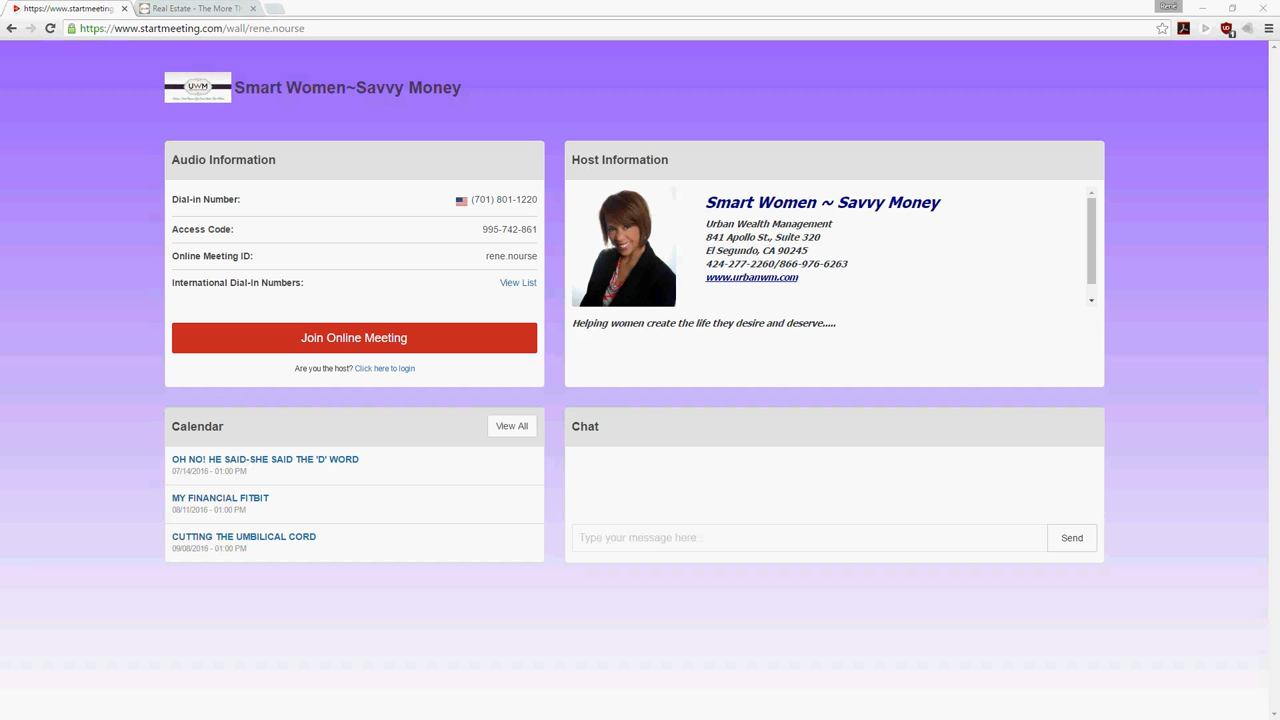 https://www.startmeeting
Real Estate - The More Th
René
https://www.startmeeting.com/wall/rene.nourse
UWM
Smart Women~Savvy Money
Audio Information
Dial-in Number:
(701) 801-1220
Access Code:
995-742-861
Online Meeting ID:
rene.nourse
International Dial-In Numbers:
View List
Join Online Meeting
Are you the host? Click here to login
Host Information
Smart Women ~ Savvy Money
Urban Wealth Management
841 Apollo St., Suite 320
El Segundo, CA 90245
424-277-2260/866-976-6263
www.urbanwm.com
Helping women create the life they desire and deserve.....
Calendar
View All
OH NO! HE SAID-SHE SAID THE 'D' WORD
07/14/2016 - 01:00 PM
MY FINANCIAL FITBIT
08/11/2016 - 01:00 PM
CUTTING THE UMBILICAL CORD
09/08/2016 - 01:00 PM
Chat
Type your message here...
Send